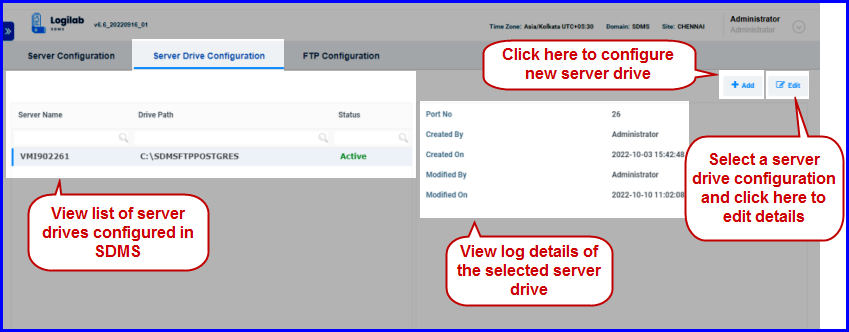 »
Logilab
SDMS
v6.6_20220916_01
Time Zone: Asia/Kolkata UTC+05:30 Domain: SDMS Site: CHENNAI
Administrator
Administrator
Server Configuration Server Drive Configuration FTP Configuration
Click here to configure
new server drive
+ Add Edit
Server Name Drive Path Status
VMI902261 C:\SDMSFTPPOSTGRES Active
Port No 26
Created By Administrator
Created On 2022-10-03 15:42:48
Modified By Administrator
Modified On 2022-10-10 11:02:08
Select a server
drive configuration
and click here to
edit details
View list of server
drives configured in
SDMS
View log details of
the selected server
drive